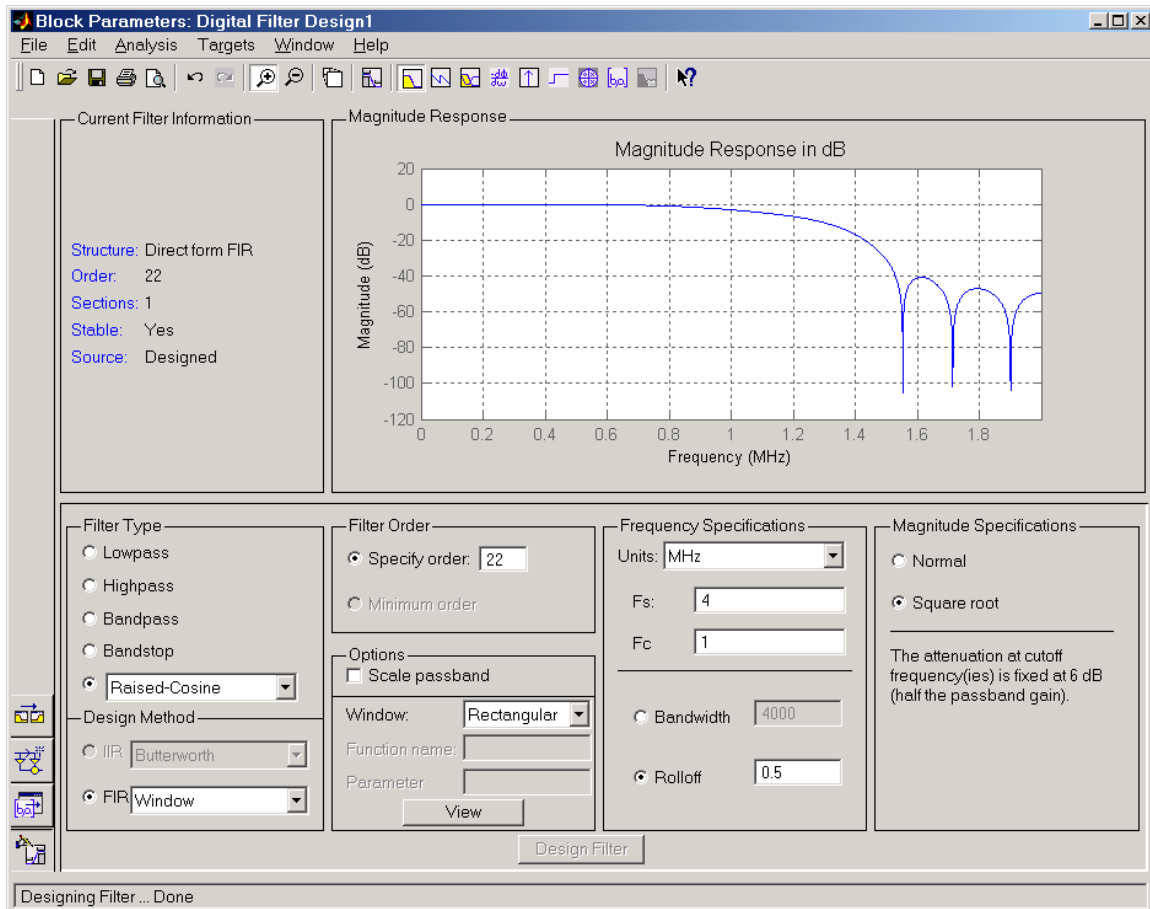 Block Parameters: Digital Filter Design1
File Edit Analysis Targets Window Help
Current Filter Information
Structure: Direct form FIR
Order: 22
Sections: 1
Stable: Yes
Source: Designed
Magnitude Response
Magnitude Response in dB
20
0
-20
-40
-60
-80
-100
-120
Magnitude (dB)
0 0.2 0.4 0.6 0.8 1 1.2 1.4 1.6 1.8
Frequency (MHz)
Filter Type
Lowpass
Highpass
Bandpass
Bandstop
Raised-Cosine
Design Method
IIR Butterworth
FIR Window
Filter Order
Specify order: 22
Minimum order
Options
Scale passband
Window: Rectangular
Function name:
Parameter
View
Frequency Specifications
Units: MHz
Fs: 4
Fc 1
Bandwidth 4000
Rolloff 0.5
Magnitude Specifications
Normal
Square root
The attenuation at cutoff
frequency(ies) is fixed at 6 dB
(half the passband gain).
Design Filter
Designing Filter ... Done